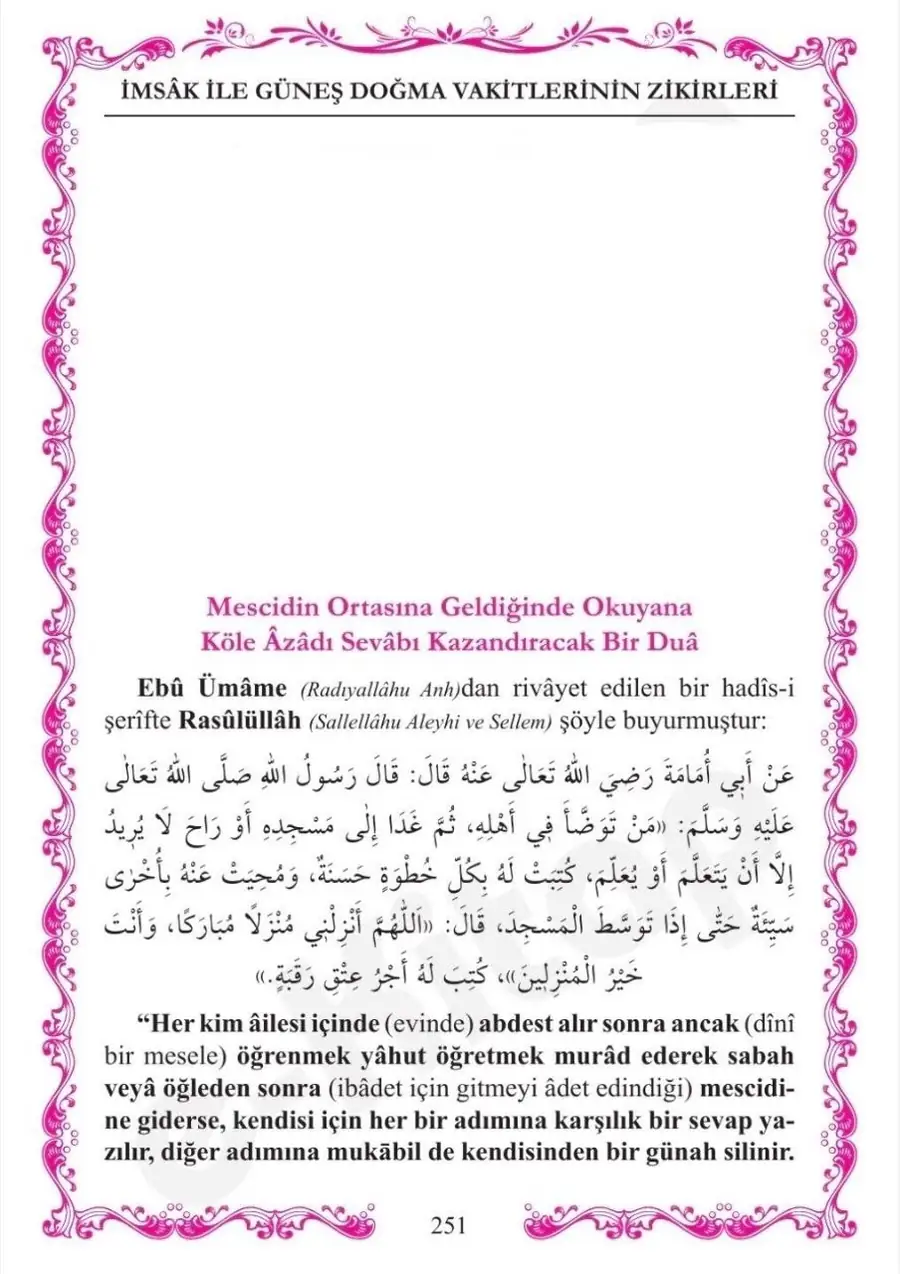 İMSÂK İLE GÜNEŞ DOĞMA VAKİTLERİNİN ZİKİRLERİ
Mescidin Ortasına Geldiğinde Okuyana
Köle Âzâdı Sevâbı Kazandıracak Bir Duâ
Ebû Ümâme (Radıyallâhu Anh)dan rivâyet edilen bir hadîs-i
şerîfte Rasûlüllâh (Sallellâhu Aleyhi ve Sellem) şöyle buyurmuştur:
عَنْ أَبِي أُمَامَةَ رَضِيَ اللهُ تَعَالٰى عَنْهُ قَالَ: قَالَ رَسُولُ اللهِ صَلَّى اللهُ تَعَالٰى
عَلَيْهِ وَسَلَّمَ: «مَنْ تَوَضَّأَ فِي أَهْلِهِ، ثُمَّ غَدَا إِلٰى مَسْجِدِهِ أَوْ رَاحَ لَا يُرِيدُ
إِلَّا أَنْ يَتَعَلَّمَ أَوْ يُعَلِّمَ، كُتِبَتْ لَهُ بِكُلِّ خُطْوَةٍ حَسَنَةٌ، وَمُحِيَتْ عَنْهُ بِأُخْرٰى
سَيِّئَةٌ حَتّٰى إِذَا تَوَسَّطَ الْمَسْجِدَ، قَالَ: «اَللّٰهُمَّ أَنْزِلْنِي مُنْزَلًا مُبَارَكًا، وَأَنْتَ
خَيْرُ الْمُنْزِلِينَ»، كُتِبَ لَهُ أَجْرُ عِتْقِ رَقَبَةٍ.»
“Her kim âilesi içinde (evinde) abdest alır sonra ancak (dînî
bir mesele) öğrenmek yâhut öğretmek murâd ederek sabah
veyâ öğleden sonra (ibâdet için gitmeyi âdet edindiği) mescidi-
ne giderse, kendisi için her bir adımına karşılık bir sevap ya-
zılır, diğer adımına mukābil de kendisinden bir günah silinir.
251